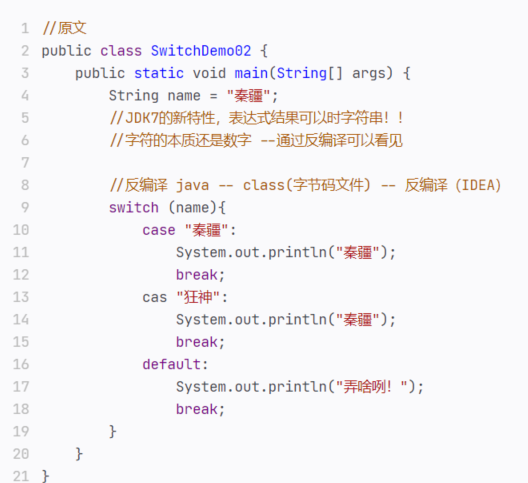 1 //原文
2 public class SwitchDemo02 {
3 public static void main(String[] args) {
4 String name = "秦疆";
5 //JDK7的新特性，表达式结果可以时字符串！！
6 //字符的本质还是数字 --通过反编译可以看见
7
8 //反编译 java -- class(字节码文件) -- 反编译（IDEA）
9 switch (name){
10 case "秦疆":
11 System.out.println("秦疆");
12 break;
13 cas "狂神":
14 System.out.println("秦疆");
15 break;
16 default:
17 System.out.println("弄啥咧！");
18 break;
19 }
20 }
21 }